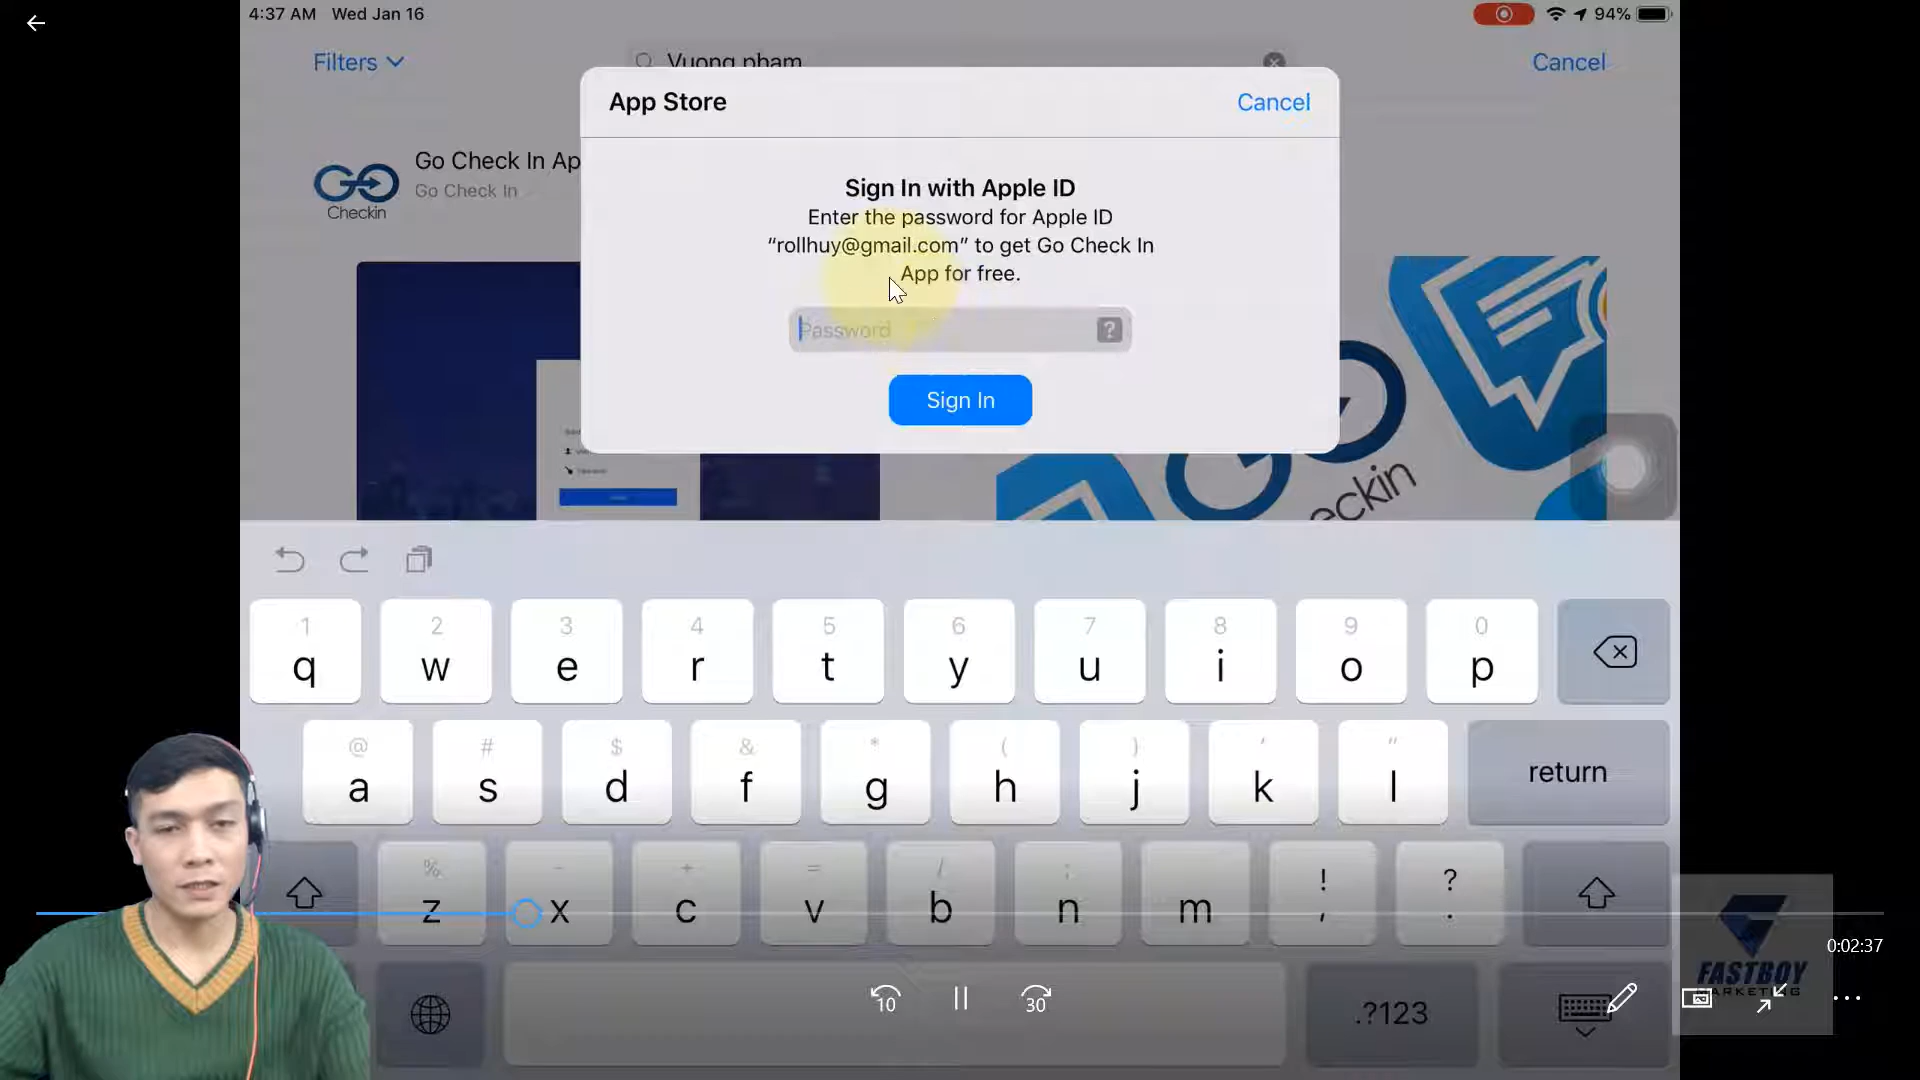 4:37 AM Wed Jan 16
94%
Filters
Vuong pham
Cancel
App Store
Cancel
Go Check In Ap
Go Check In
Checkin
Sign In with Apple ID
Enter the password for Apple ID
“rollhuy@gmail.com” to get Go Check In
App for free.
Password
?
Sign In
GO
eckin
1 2 3 4 5 6 7 8 9 0
q w e r t y u i o p
@ # $ & * ( ) ' "
a s d f g h j k l
return
% - + = / ; ! ?
z x c v b n m , .
0:02:37
FASTBOY
MARKETING
10
30
.?123